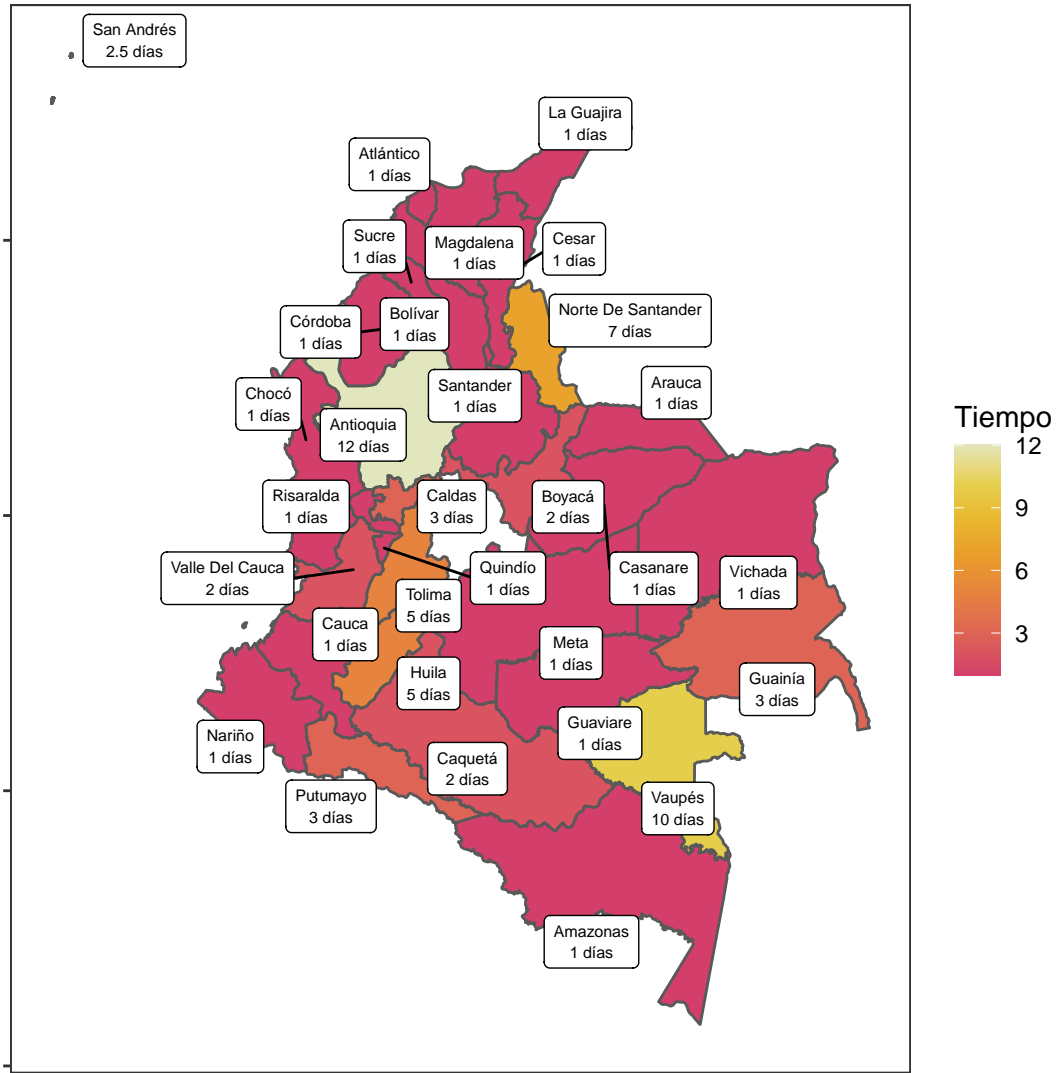 San Andrés
2.5 días
La Guajira
1 días
Atlántico
1 días
Sucre
1 días
Magdalena
1 días
Cesar
1 días
Norte De Santander
7 días
Córdoba
1 días
Bolívar
1 días
Chocó
1 días
Antioquia
12 días
Santander
1 días
Arauca
1 días
Tiempo
12
9
6
3
Risaralda
1 días
Caldas
3 días
Boyacá
2 días
Valle Del Cauca
2 días
Quindío
1 días
Casanare
1 días
Vichada
1 días
Tolima
5 días
Cauca
1 días
Huila
5 días
Meta
1 días
Guainía
3 días
Nariño
1 días
Guaviare
1 días
Caquetá
2 días
Putumayo
3 días
Vaupés
10 días
Amazonas
1 días